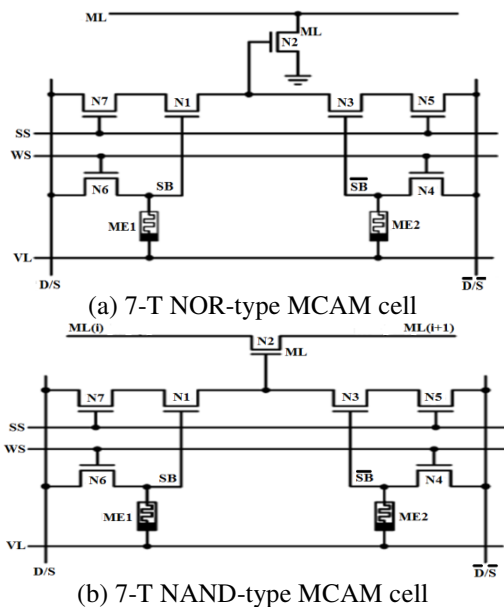 ML
ML
N2
N7 N1 N3 N5
SS
WS
N6 SB S̅B̅ N4
ME1 ME2
VL
D/S D̅/S̅
(a) 7-T NOR-type MCAM cell
ML(i) ML(i+1)
N2
ML
N7 N1 N3 N5
SS
WS
N6 SB S̅B̅ N4
ME1 ME2
VL
D/S D̅/S̅
(b) 7-T NAND-type MCAM cell